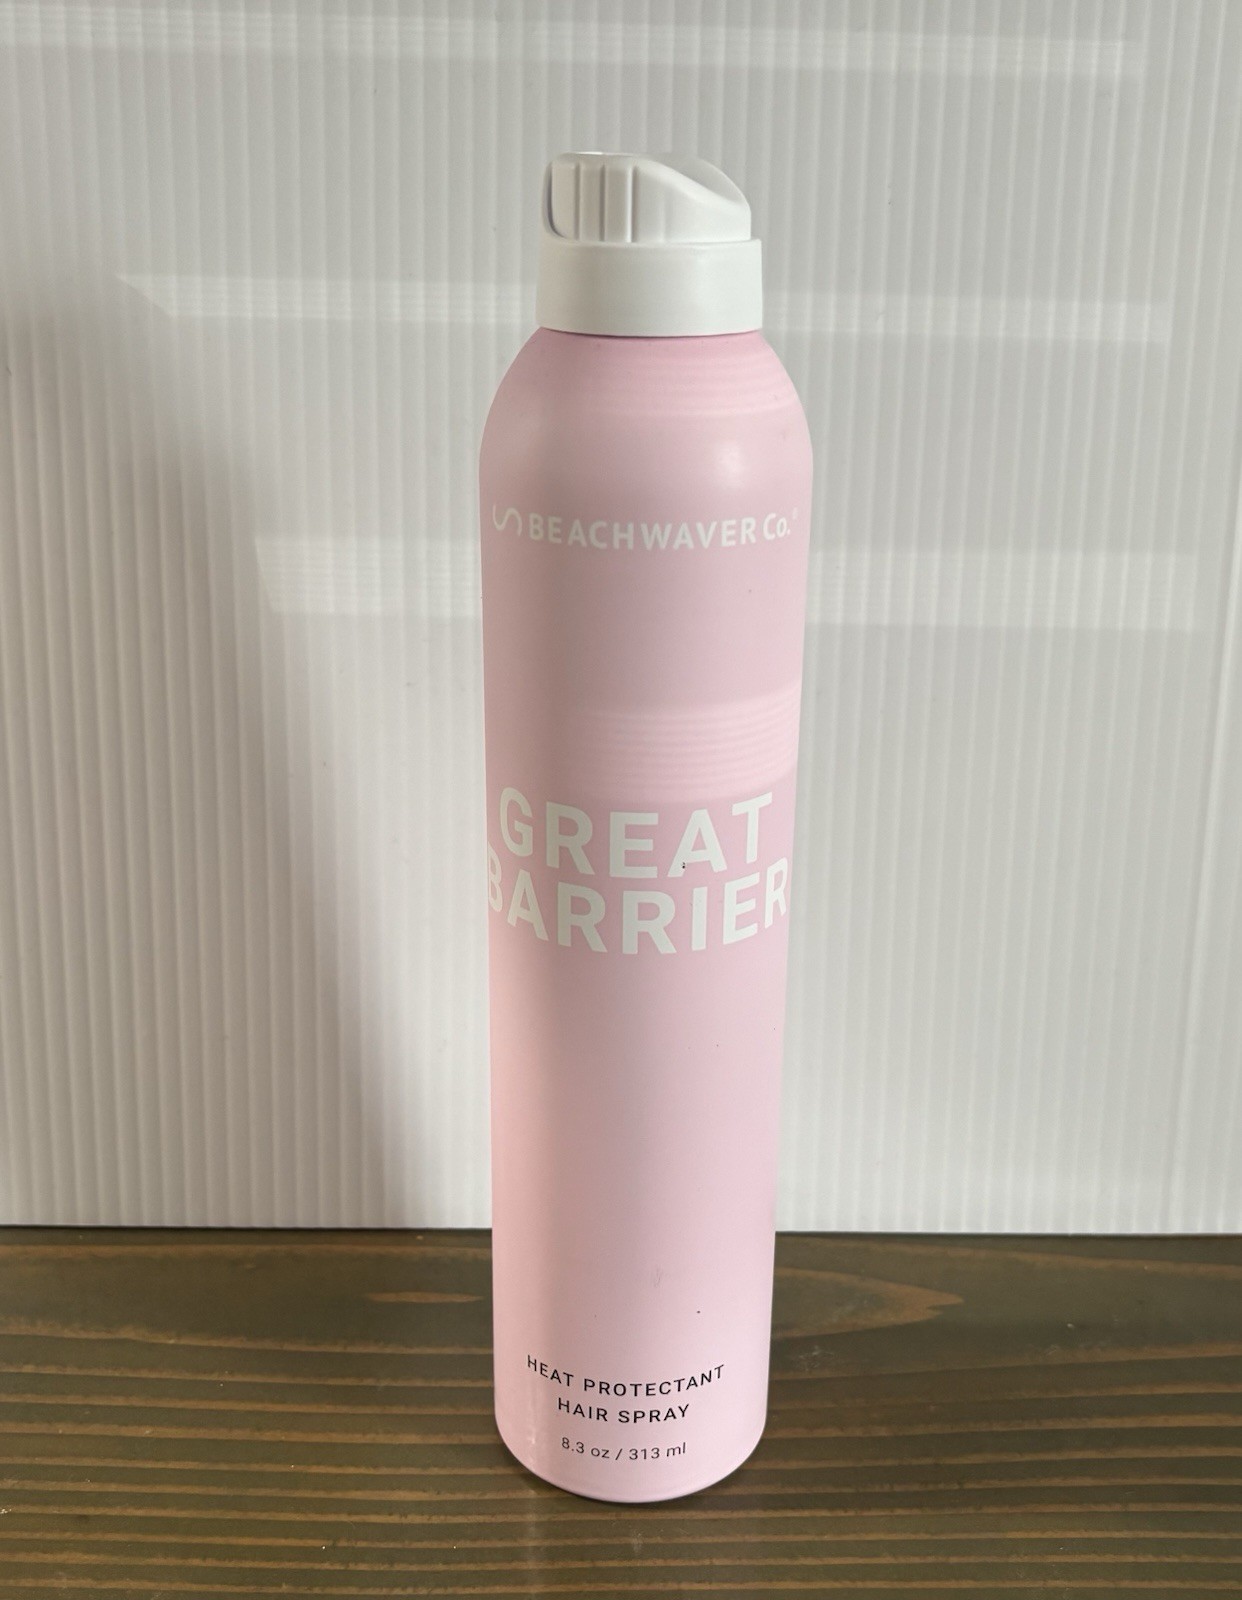 BEACHWAVER Co.®
GREAT
BARRIER
HEAT PROTECTANT
HAIR SPRAY
8.3 oz / 313 ml